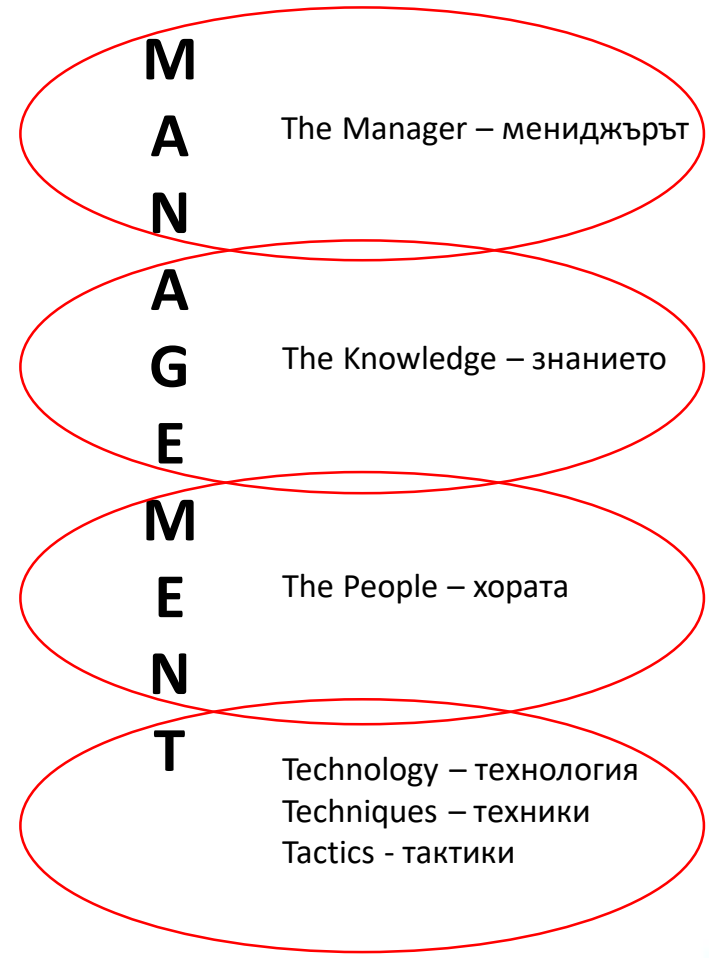 M
A
The Manager – мениджърът
N
A
G
The Knowledge – знанието
E
M
E
The People – хората
N
T
Technology – технология
Techniques – техники
Tactics - тактики